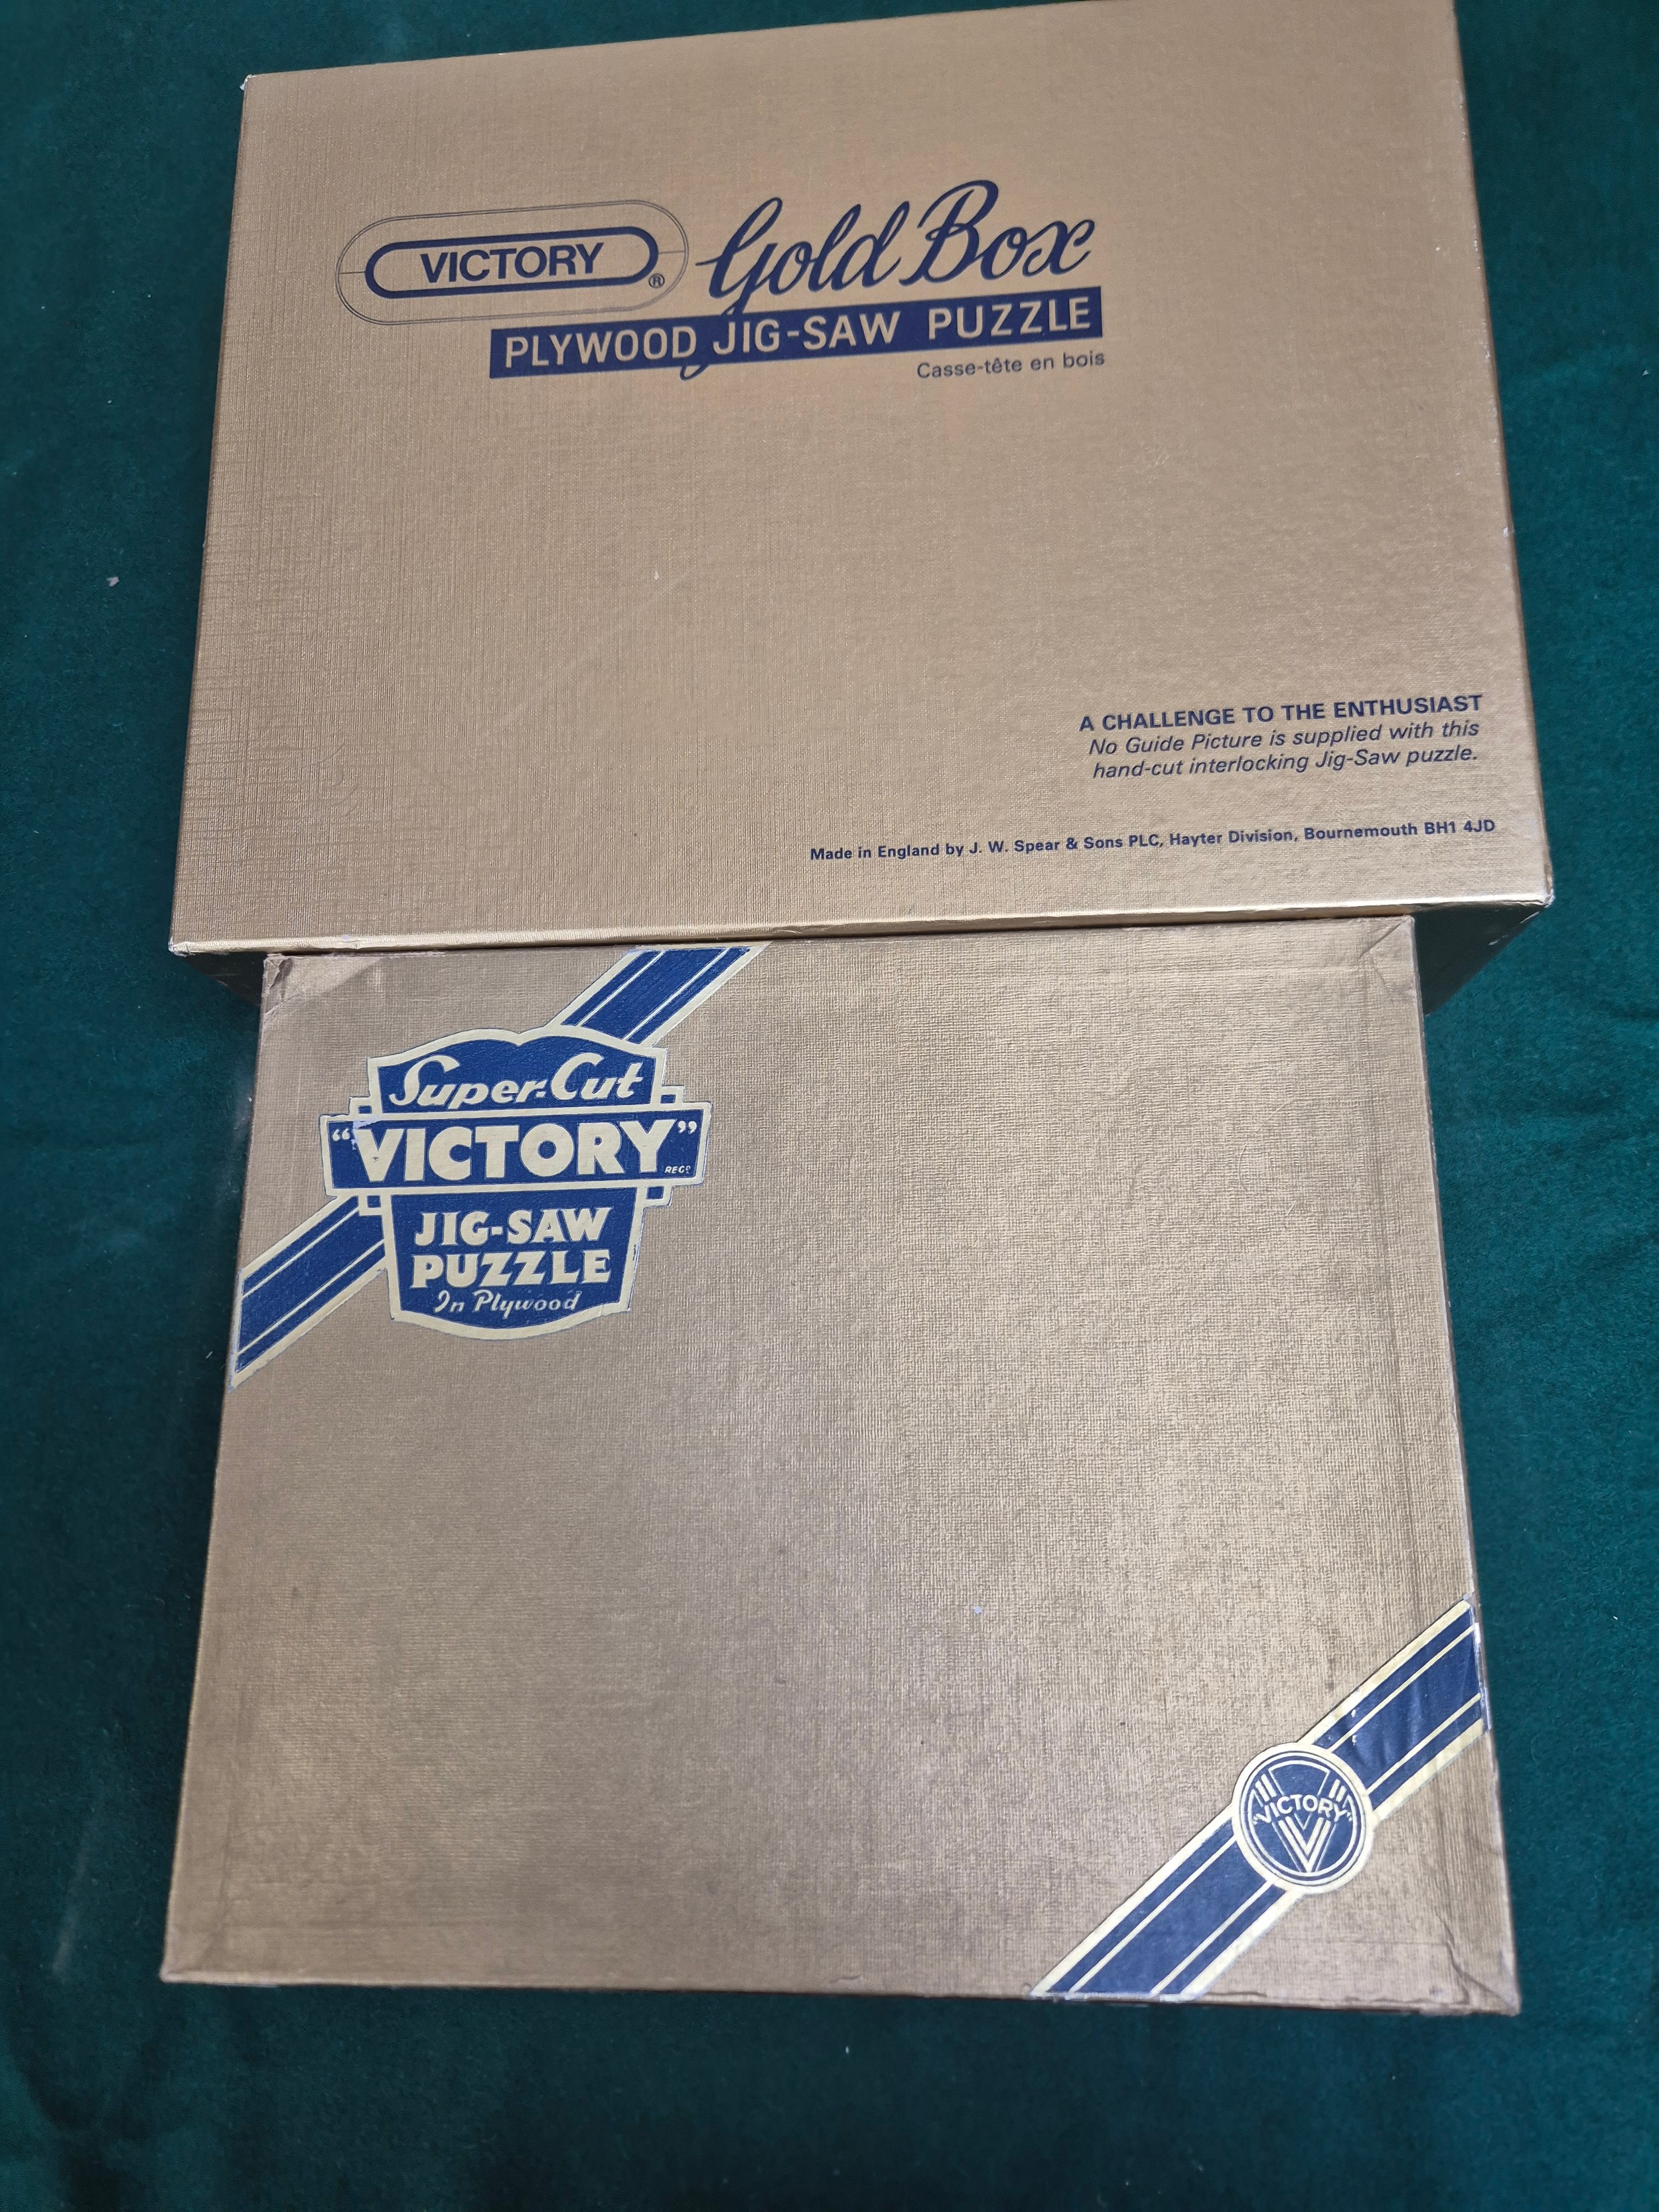 VICTORY ®
Gold Box
PLYWOOD JIG-SAW PUZZLE
Casse-tête en bois
A CHALLENGE TO THE ENTHUSIAST
No Guide Picture is supplied with this
hand-cut interlocking Jig-Saw puzzle.
Made in England by J. W. Spear & Sons PLC, Hayter Division, Bournemouth BH1 4JD
Super-Cut
“VICTORY”
REGD
JIG-SAW
PUZZLE
In Plywood
"VICTORY"
V